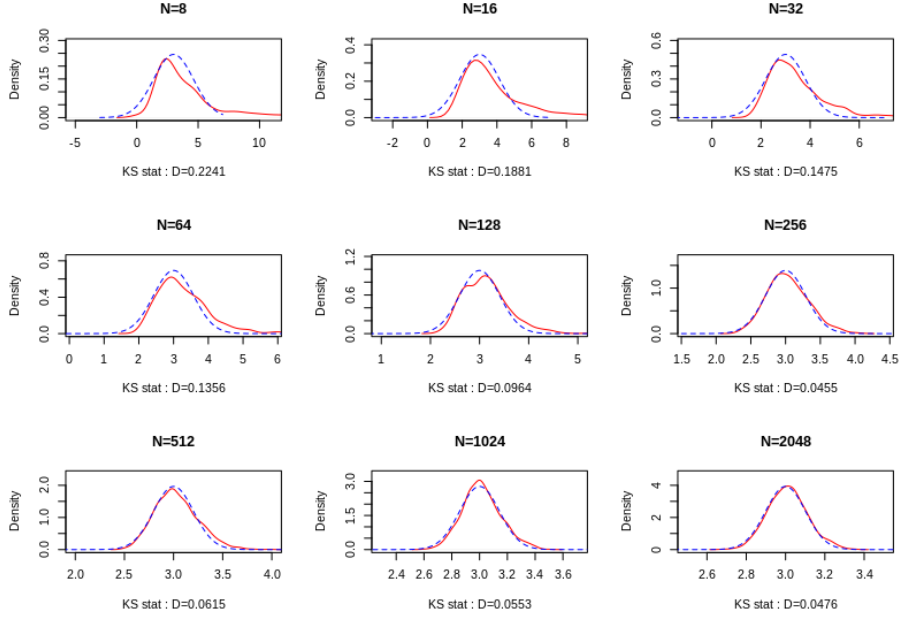 N=8
Density
0.00
0.15
0.30
-5
0
5
10
KS stat : D=0.2241
N=16
Density
0.0
0.2
0.4
-2
0
2
4
6
8
KS stat : D=0.1881
N=32
Density
0.0
0.3
0.6
0
2
4
6
KS stat : D=0.1475
N=64
Density
0.0
0.4
0.8
0
1
2
3
4
5
6
KS stat : D=0.1356
N=128
Density
0.0
0.6
1.2
1
2
3
4
5
KS stat : D=0.0964
N=256
Density
0.0
1.0
1.5
2.0
2.5
3.0
3.5
4.0
4.5
KS stat : D=0.0455
N=512
Density
0.0
1.0
2.0
2.0
2.5
3.0
3.5
4.0
KS stat : D=0.0615
N=1024
Density
0.0
1.5
3.0
2.4
2.6
2.8
3.0
3.2
3.4
3.6
KS stat : D=0.0553
N=2048
Density
0
2
4
2.6
2.8
3.0
3.2
3.4
KS stat : D=0.0476